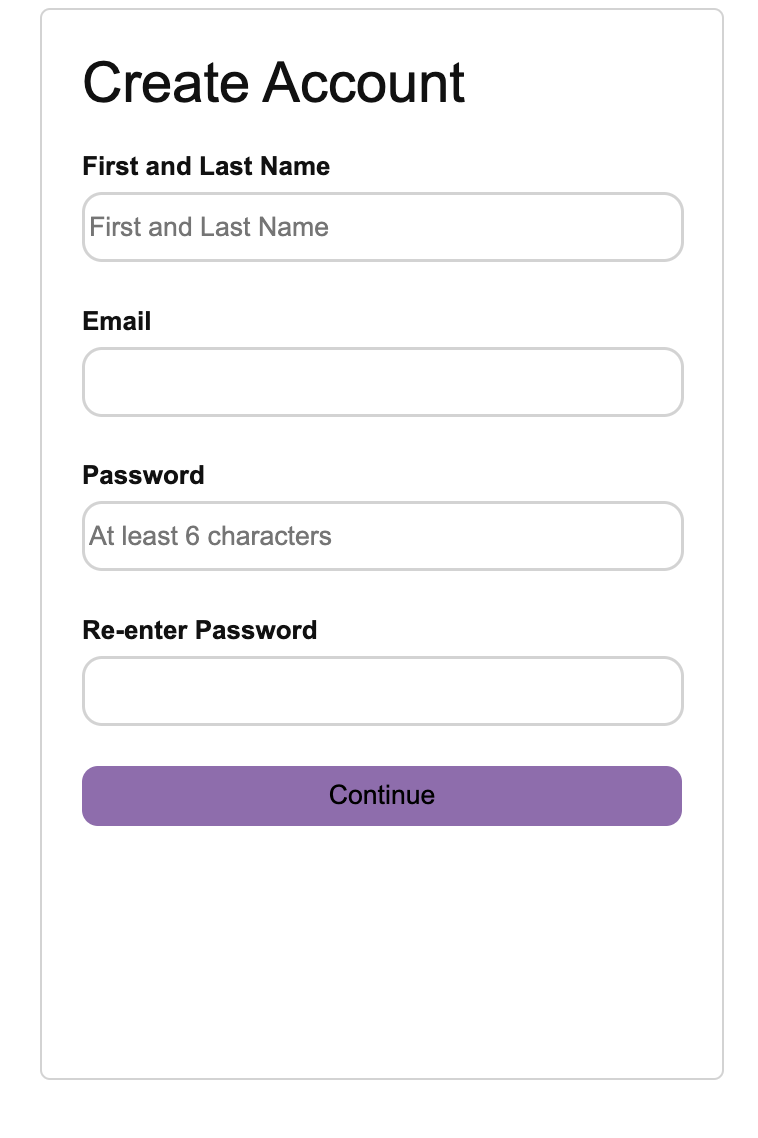 Create Account
First and Last Name
First and Last Name
Email
Password
At least 6 characters
Re-enter Password
Continue